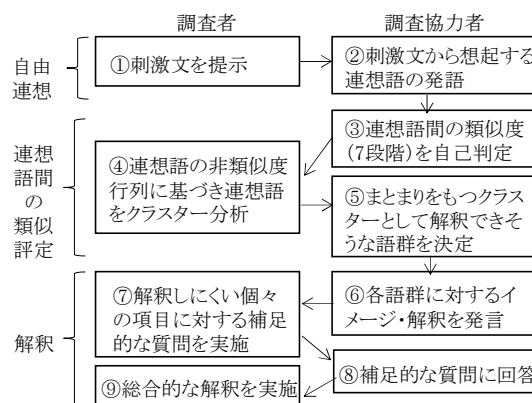 調査者
調査協力者
自由
連想
①刺激文を提示
②刺激文から想起する
連想語の発語
連想
語間
の
類似
評定
③連想語間の類似度
(7段階)を自己判定
④連想語の非類似度
行列に基づき連想語
をクラスター分析
⑤まとまりをもつクラス
ターとして解釈できそ
うな語群を決定
解釈
⑥各語群に対するイ
メージ・解釈を発言
⑦解釈しにくい個々
の項目に対する補足
的な質問を実施
⑧補足的な質問に回答
⑨総合的な解釈を実施